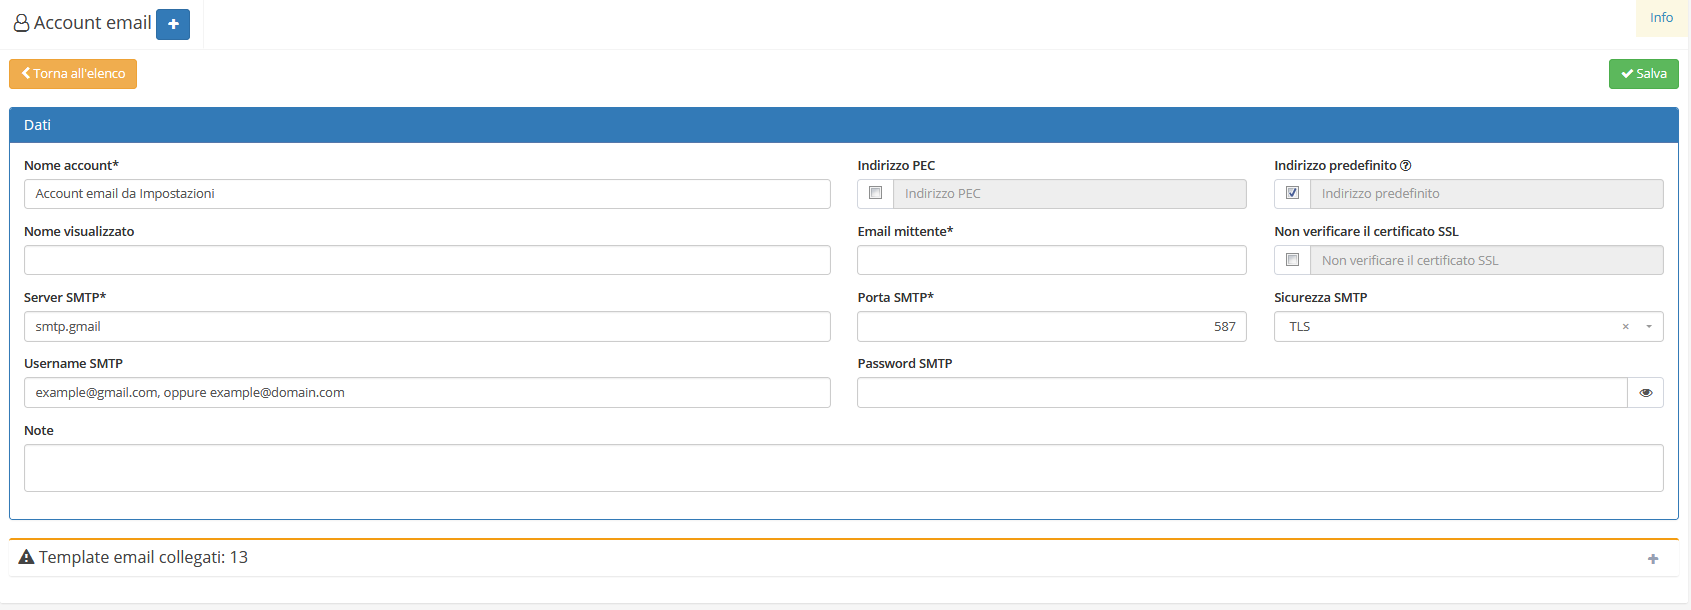 Account email
Info
Torna all'elenco
Salva
Dati
Nome account*
Indirizzo PEC
Indirizzo predefinito
Account email da Impostazioni
Indirizzo PEC
Indirizzo predefinito
Nome visualizzato
Email mittente*
Non verificare il certificato SSL
Non verificare il certificato SSL
Server SMTP*
Porta SMTP*
Sicurezza SMTP
smtp.gmail
587
TLS
Username SMTP
Password SMTP
example@gmail.com, oppure example@domain.com
Note
Template email collegati: 13